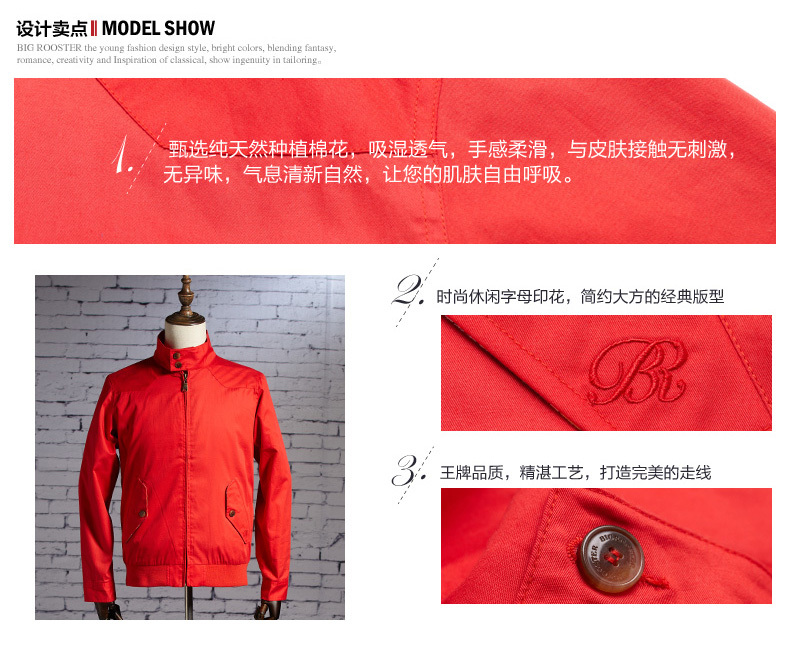 设计卖点 MODEL SHOW
BIG ROOSTER the young fashion design style, bright colors, blending fantasy,
romance, creativity and Inspiration of classical, show ingenuity in tailoring。
1. 甄选纯天然种植棉花，吸湿透气，手感柔滑，与皮肤接触无刺激，
无异味，气息清新自然，让您的肌肤自由呼吸。
2. 时尚休闲字母印花，简约大方的经典版型
BR
3. 王牌品质，精湛工艺，打造完美的走线